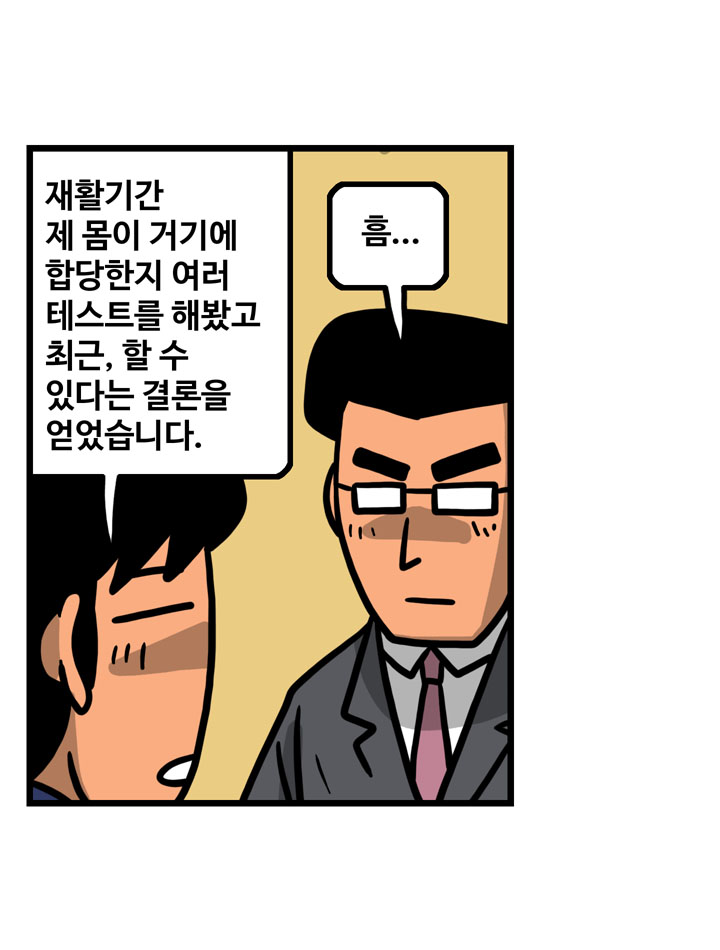 재활기간
제 몸이 거기에
합당한지 여러
테스트를 해봤고
최근, 할 수
있다는 결론을
얻었습니다.
흠...